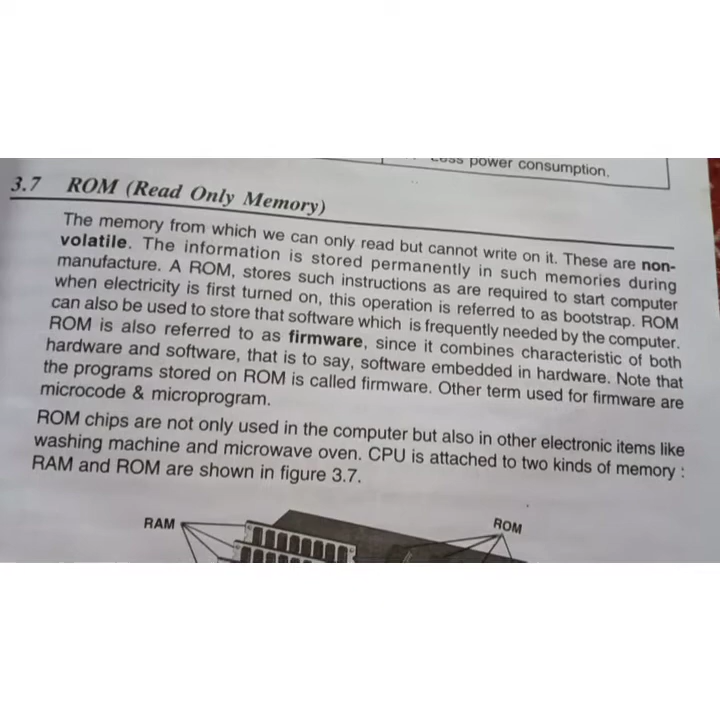 Less power consumption.
3.7 ROM (Read Only Memory)
The memory from which we can only read but cannot write on it. These are non-
volatile. The information is stored permanently in such memories during
manufacture. A ROM, stores such instructions as are required to start computer
when electricity is first turned on, this operation is referred to as bootstrap. ROM
can also be used to store that software which is frequently needed by the computer.
ROM is also referred to as firmware, since it combines characteristic of both
hardware and software, that is to say, software embedded in hardware. Note that
the programs stored on ROM is called firmware. Other term used for firmware are
microcode & microprogram.
ROM chips are not only used in the computer but also in other electronic items like
washing machine and microwave oven. CPU is attached to two kinds of memory :
RAM and ROM are shown in figure 3.7.
RAM
ROM